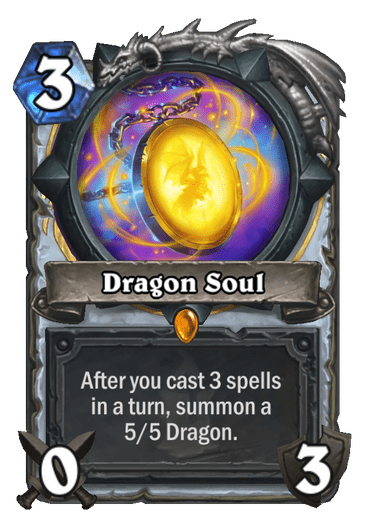 3
Dragon Soul
After you cast 3 spells
in a turn, summon a
5/5 Dragon.
0
3